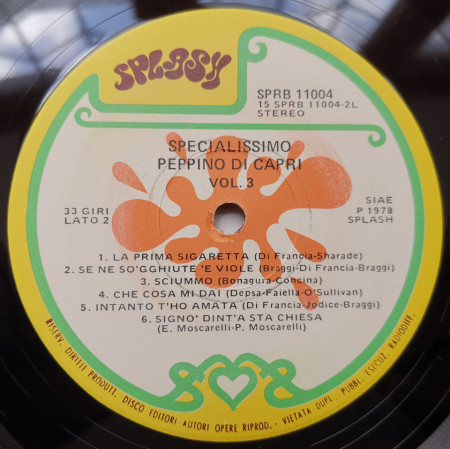 SPLASH
SPRB 11004
15 SPRB 11004-2L
STEREO
SPECIALISSIMO
PEPPINO DI CAPRI
VOL. 3
33 GIRI
LATO 2
SIAE
P 1978
SPLASH
1. LA PRIMA SIGARETTA (Di Francia-Sharade)
2. SE NE SO'GGHIUTE 'E VIOLE (Braggi-Di Francia-Braggi)
3. SCIUMMO (Bonagura-Concina)
4. CHE COSA MI DAI (Depsa-Faiella-O'Sullivan)
5. INTANTO T'HO AMATA (Di Francia-Jodice-Braggi)
6. SIGNO' DINT'A STA CHIESA
(E. Moscarelli-P. Moscarelli)
RISERV. DIRITTI PRODUTT. DISCO EDITORI AUTORI OPERE RIPROD. - VIETATA DUPL. PUBBL. ESECUZ. RADIODIFF.